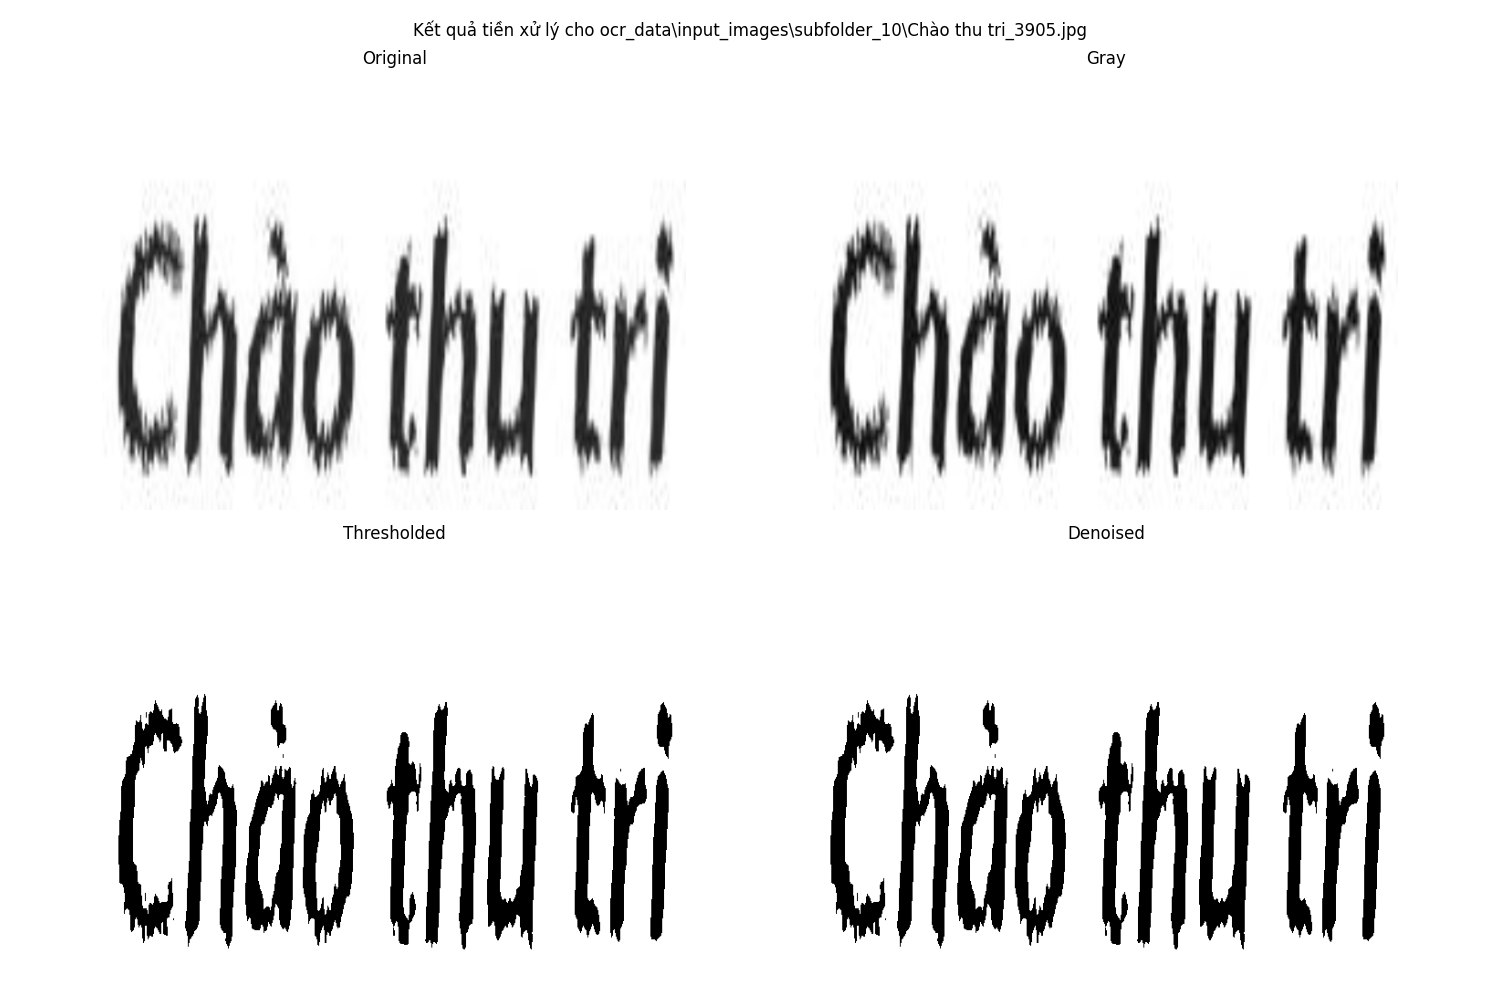 Kết quả tiền xử lý cho ocr_data\input_images\subfolder_10\Chào thu tri_3905.jpg
Original
Gray
Chào thu tri
Chào thu tri
Thresholded
Denoised
Chào thu tri
Chào thu tri